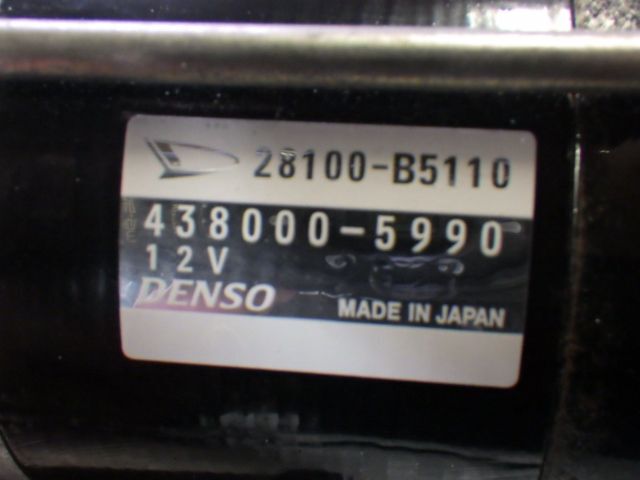 28100-B5110
438000-5990
12V
DENSO
MADE IN JAPAN